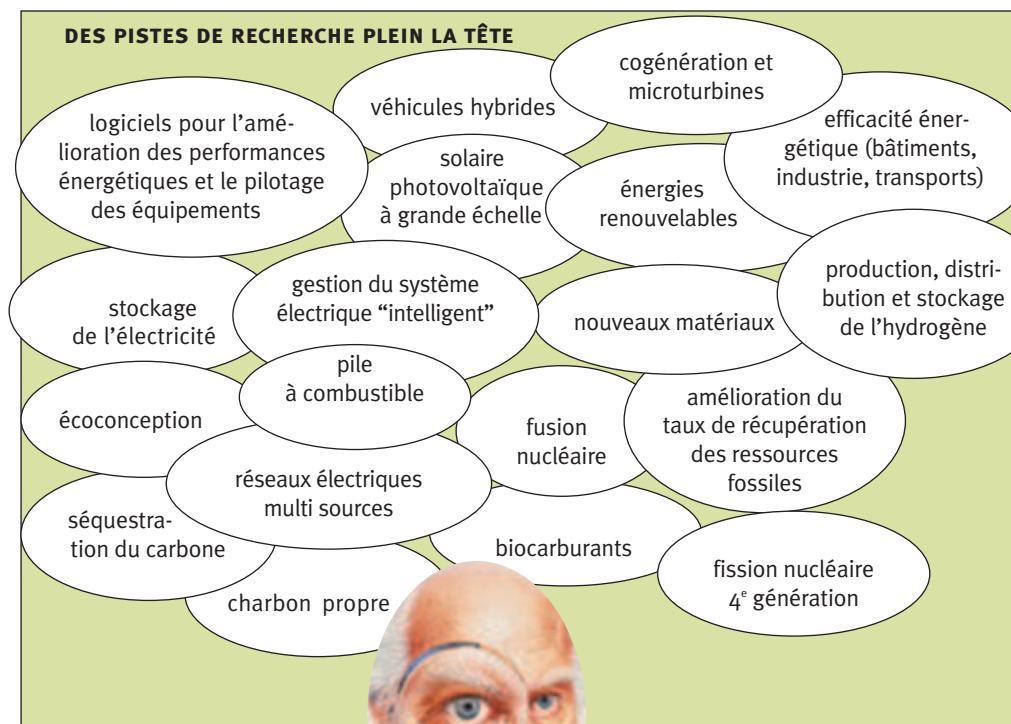 DES PISTES DE RECHERCHE PLEIN LA TÊTE
cogénération et
microturbines
véhicules hybrides
logiciels pour l’amé-
lioration des performances
énergétiques et le pilotage
des équipements
efficacité éner-
gétique (bâtiments,
industrie, transports)
solaire
photovoltaïque
à grande échelle
énergies
renouvelables
production, distri-
bution et stockage
de l’hydrogène
gestion du système
électrique “intelligent”
stockage
de l’électricité
nouveaux matériaux
pile
à combustible
écoconception
fusion
nucléaire
amélioration du
taux de récupération
des ressources
fossiles
réseaux électriques
multi sources
séquestra-
tion du carbone
biocarburants
fission nucléaire
4e génération
charbon propre